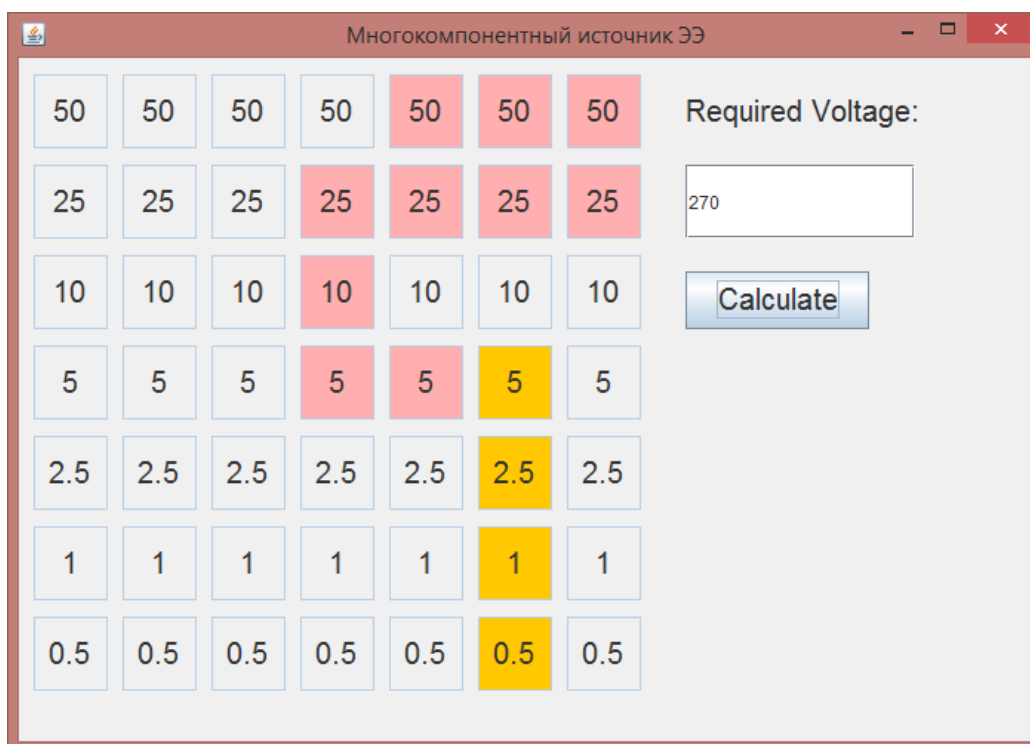 Многокомпонентный источник ЭЭ
50 50 50 50 50 50 50
Required Voltage:
25 25 25 25 25 25 25
270
10 10 10 10 10 10 10
Calculate
5 5 5 5 5 5 5
2.5 2.5 2.5 2.5 2.5 2.5 2.5
1 1 1 1 1 1 1
0.5 0.5 0.5 0.5 0.5 0.5 0.5